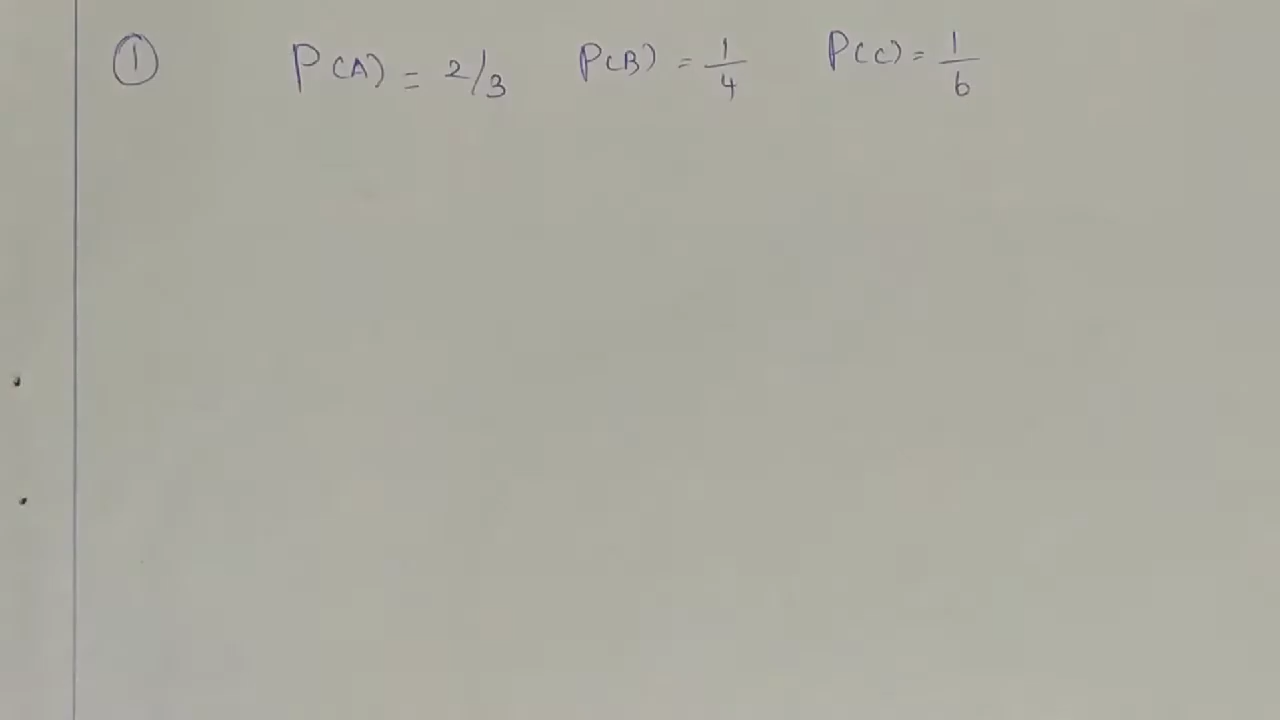 ① P(A) = 2/3 P(B) = 1/4 P(C) = 1/6